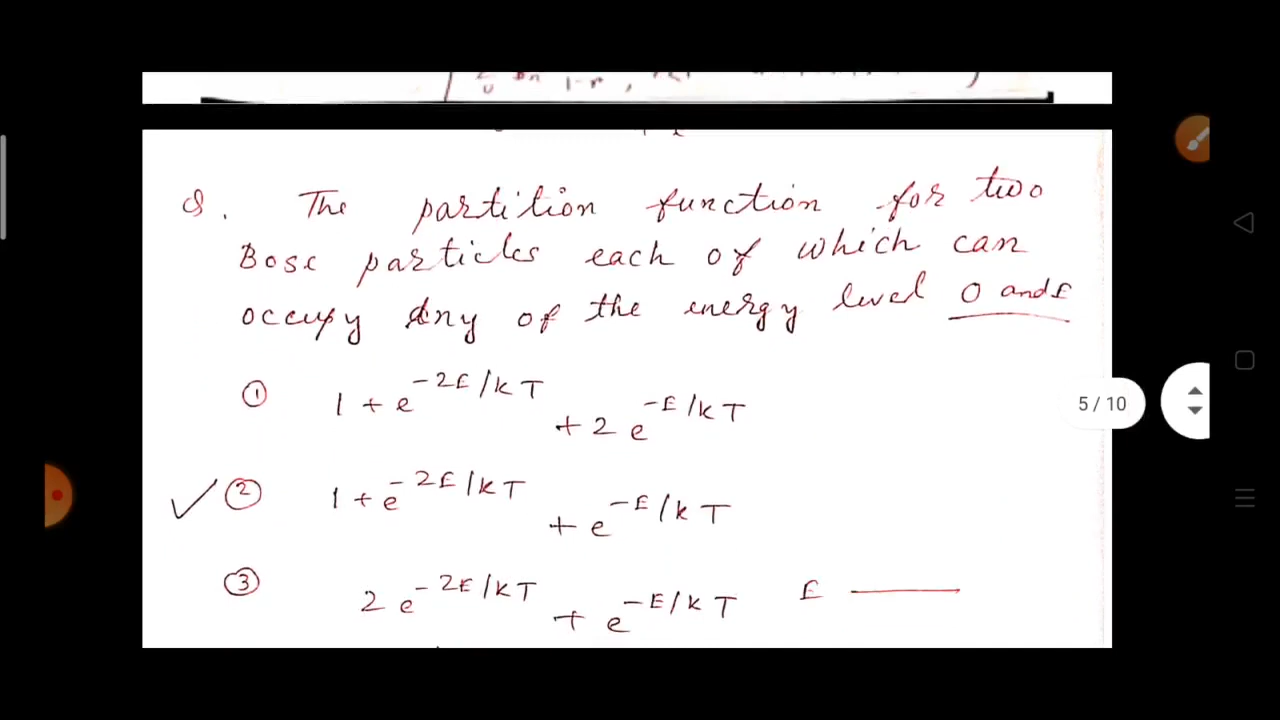 Q. The partition function for two
Bose particles each of which can
occupy any of the energy level 0 and E
① 1 + e^{-2E/kT} + 2 e^{-E/kT}
② 1 + e^{-2E/kT} + e^{-E/kT}
③ 2 e^{-2E/kT} + e^{-E/kT}
E
5 / 10